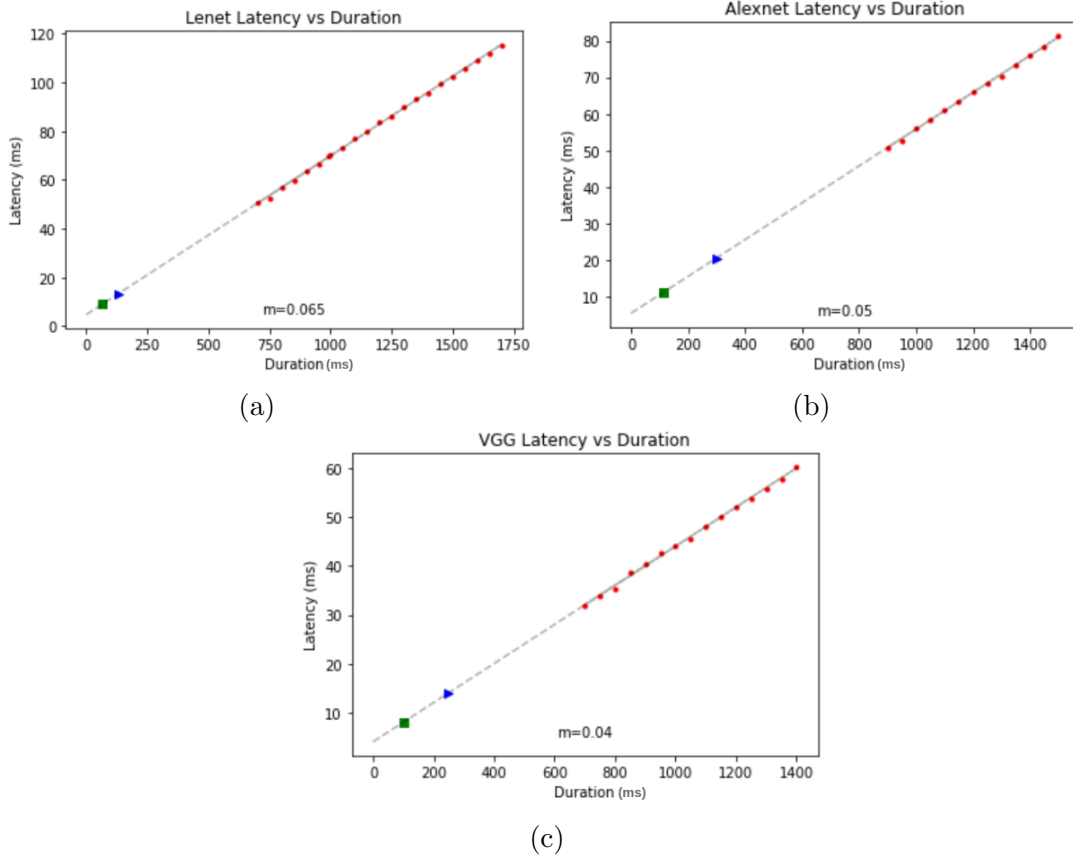 Lenet Latency vs Duration
120
100
80
60
40
20
0
Latency (ms)
m=0.065
0 250 500 750 1000 1250 1500 1750
Duration (ms)
(a)
Alexnet Latency vs Duration
80
70
60
50
40
30
20
10
Latency (ms)
m=0.05
0 200 400 600 800 1000 1200 1400
Duration (ms)
(b)
VGG Latency vs Duration
60
50
40
30
20
10
Latency (ms)
m=0.04
0 200 400 600 800 1000 1200 1400
Duration (ms)
(c)